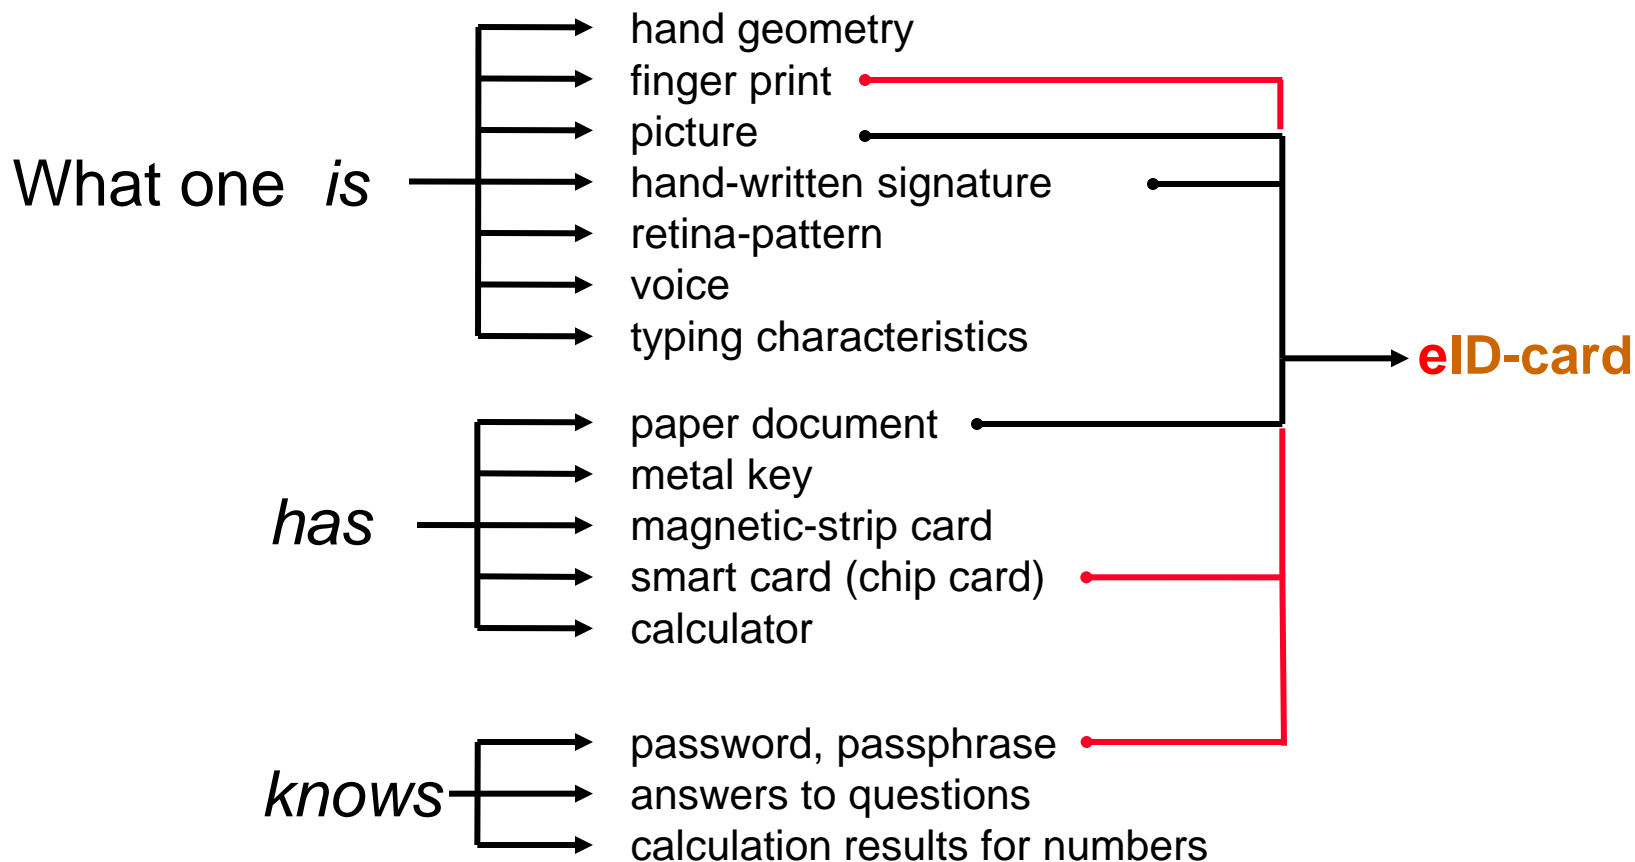 hand geometry
finger print
picture
What one is
hand-written signature
retina-pattern
voice
typing characteristics
eID-card
paper document
metal key
has
magnetic-strip card
smart card (chip card)
calculator
password, passphrase
knows
answers to questions
calculation results for numbers